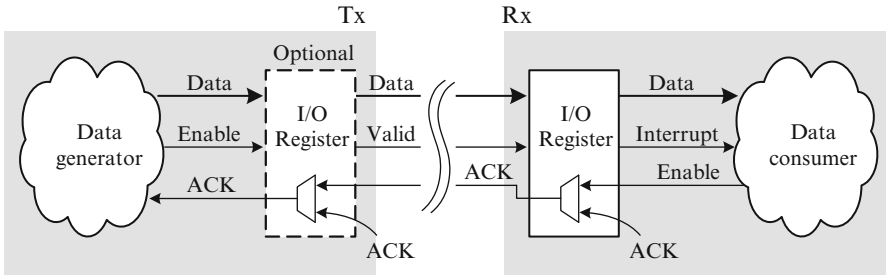 Tx
Rx
Optional
Data
Data
Data
I/O
Register
I/O
Register
Data
generator
Enable
Valid
Interrupt
Data
consumer
ACK
ACK
Enable
ACK
ACK